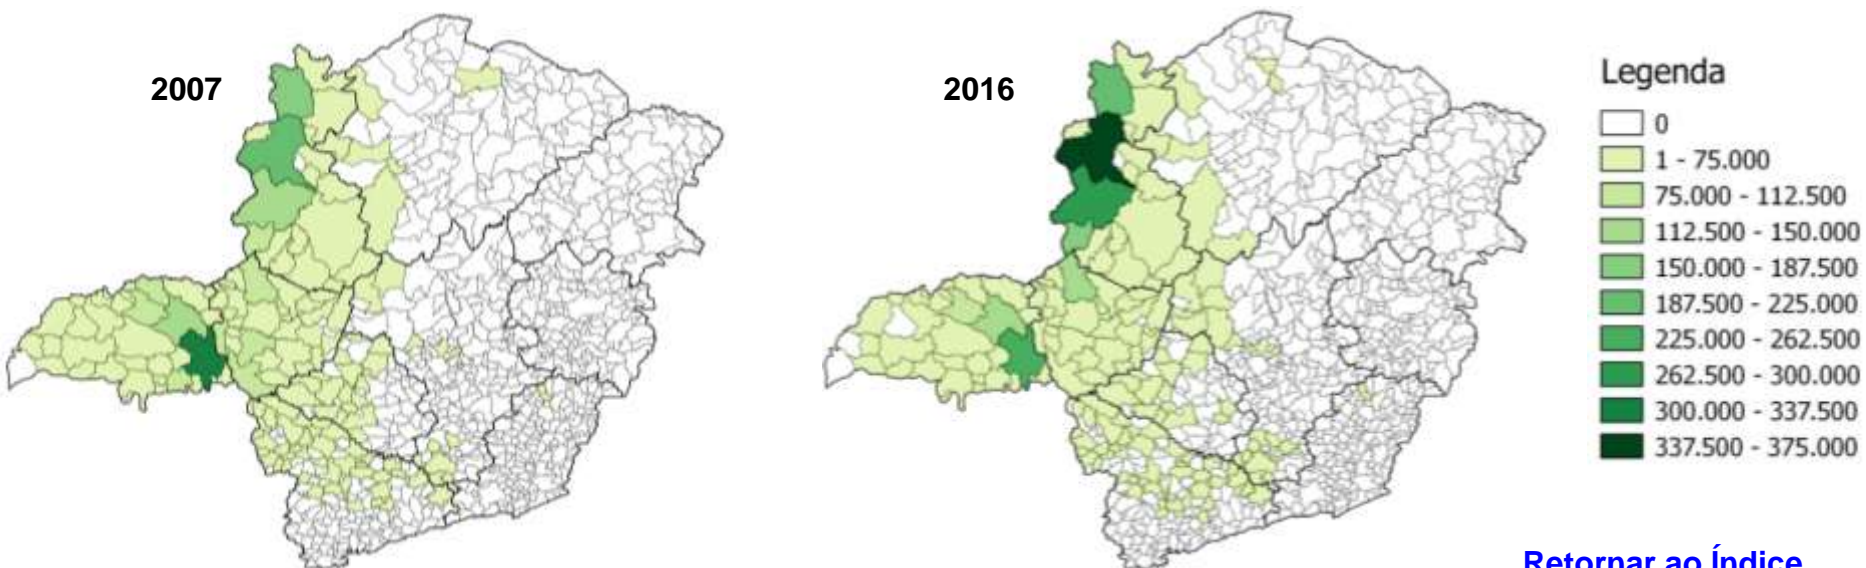 2007
2016
Legenda
0
1 - 75.000
75.000 - 112.500
112.500 - 150.000
150.000 - 187.500
187.500 - 225.000
225.000 - 262.500
262.500 - 300.000
300.000 - 337.500
337.500 - 375.000
Retornar ao Índice